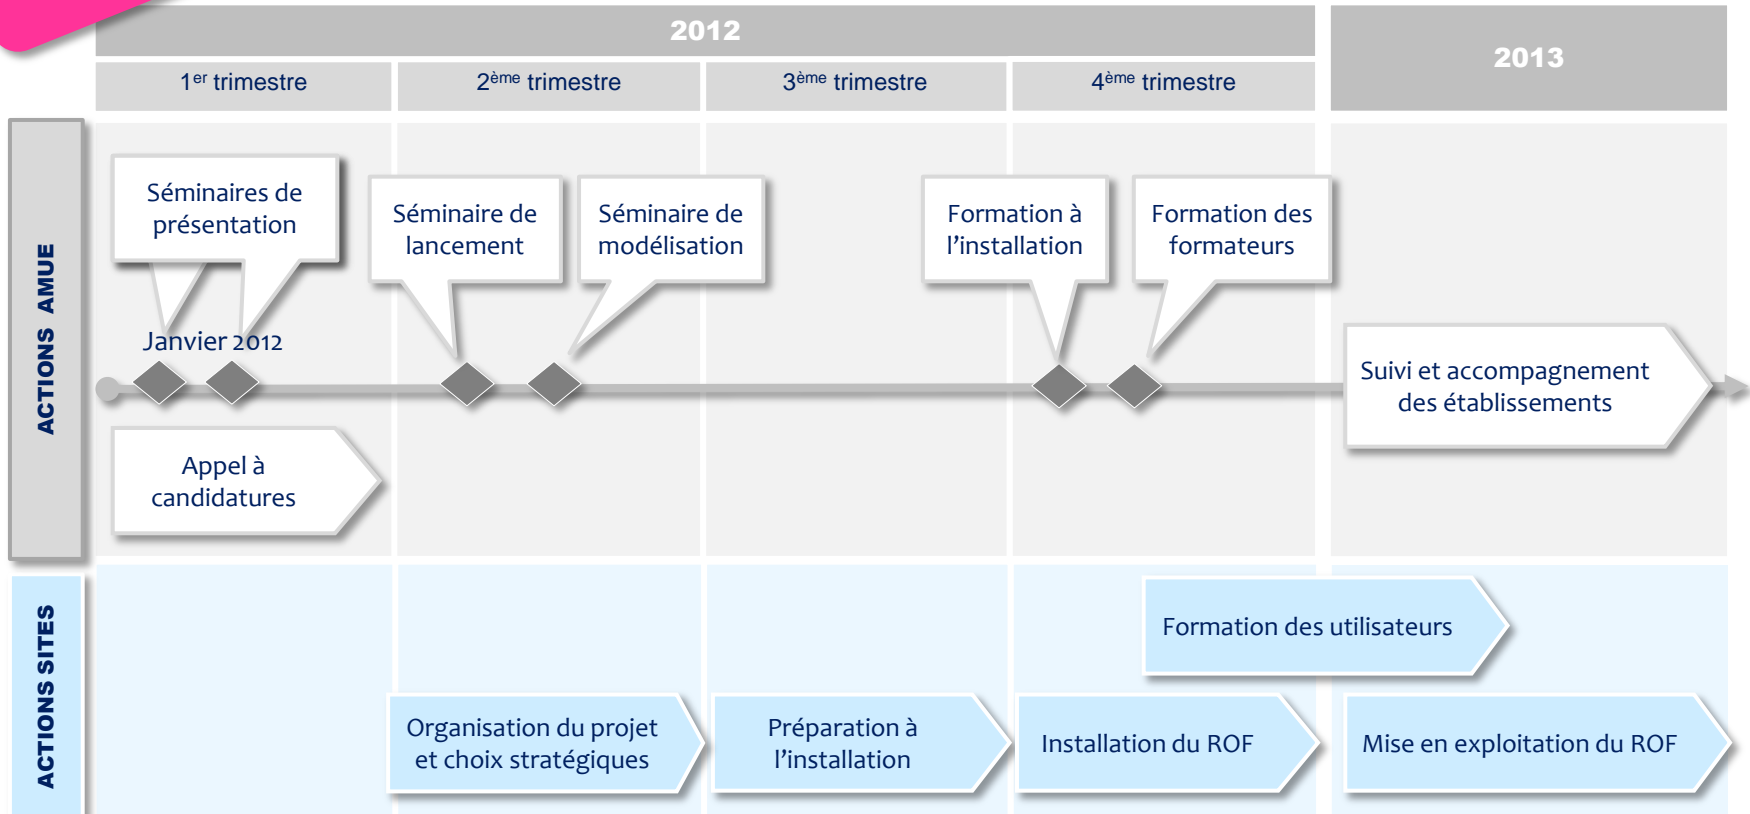 2012
2013
1er trimestre
2ème trimestre
3ème trimestre
4ème trimestre
ACTIONS AMUE
Séminaires de
présentation
Séminaire de
lancement
Séminaire de
modélisation
Formation à
l’installation
Formation des
formateurs
Janvier 2012
Suivi et accompagnement
des établissements
Appel à
candidatures
ACTIONS SITES
Formation des utilisateurs
Organisation du projet
et choix stratégiques
Préparation à
l’installation
Installation du ROF
Mise en exploitation du ROF